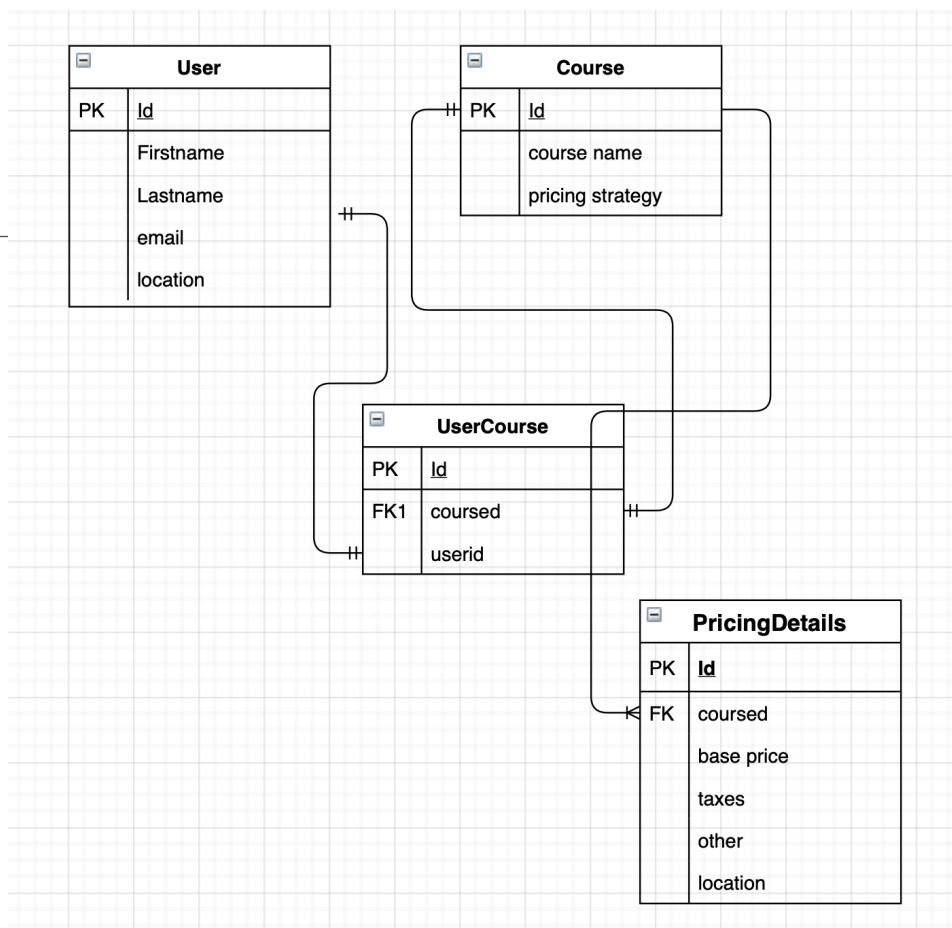 User
PK Id
Firstname
Lastname
email
location
Course
PK Id
course name
pricing strategy
UserCourse
PK Id
FK1 coursed
userid
PricingDetails
PK Id
FK coursed
base price
taxes
other
location